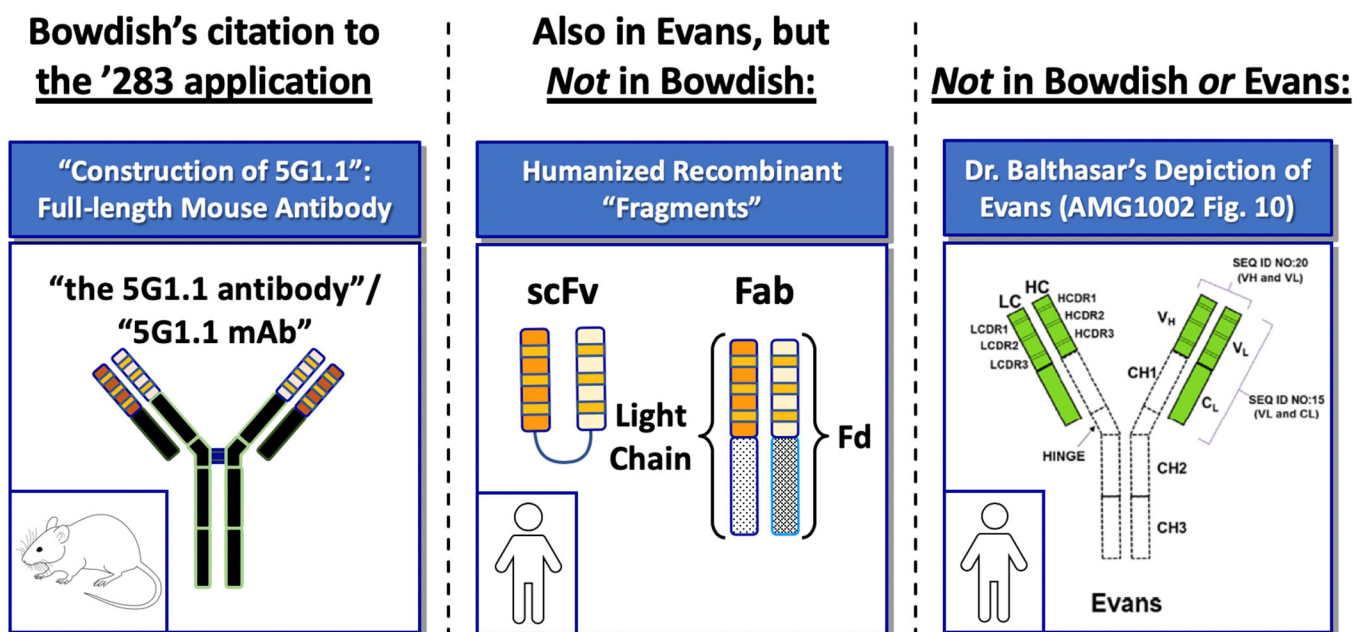 Bowdish’s citation to
the ’283 application
“Construction of 5G1.1”:
Full-length Mouse Antibody
“the 5G1.1 antibody”/
“5G1.1 mAb”
Also in Evans, but
Not in Bowdish:
Humanized Recombinant
“Fragments”
scFv
Fab
Light
Chain
Fd
Not in Bowdish or Evans:
Dr. Balthasar’s Depiction of
Evans (AMG1002 Fig. 10)
SEQ ID NO:20
(VH and VL)
HC
LC
HCDR1
HCDR2
HCDR3
LCDR1
LCDR2
LCDR3
VH
VL
CH1
CL
SEQ ID NO:15
(VL and CL)
HINGE
CH2
CH3
Evans